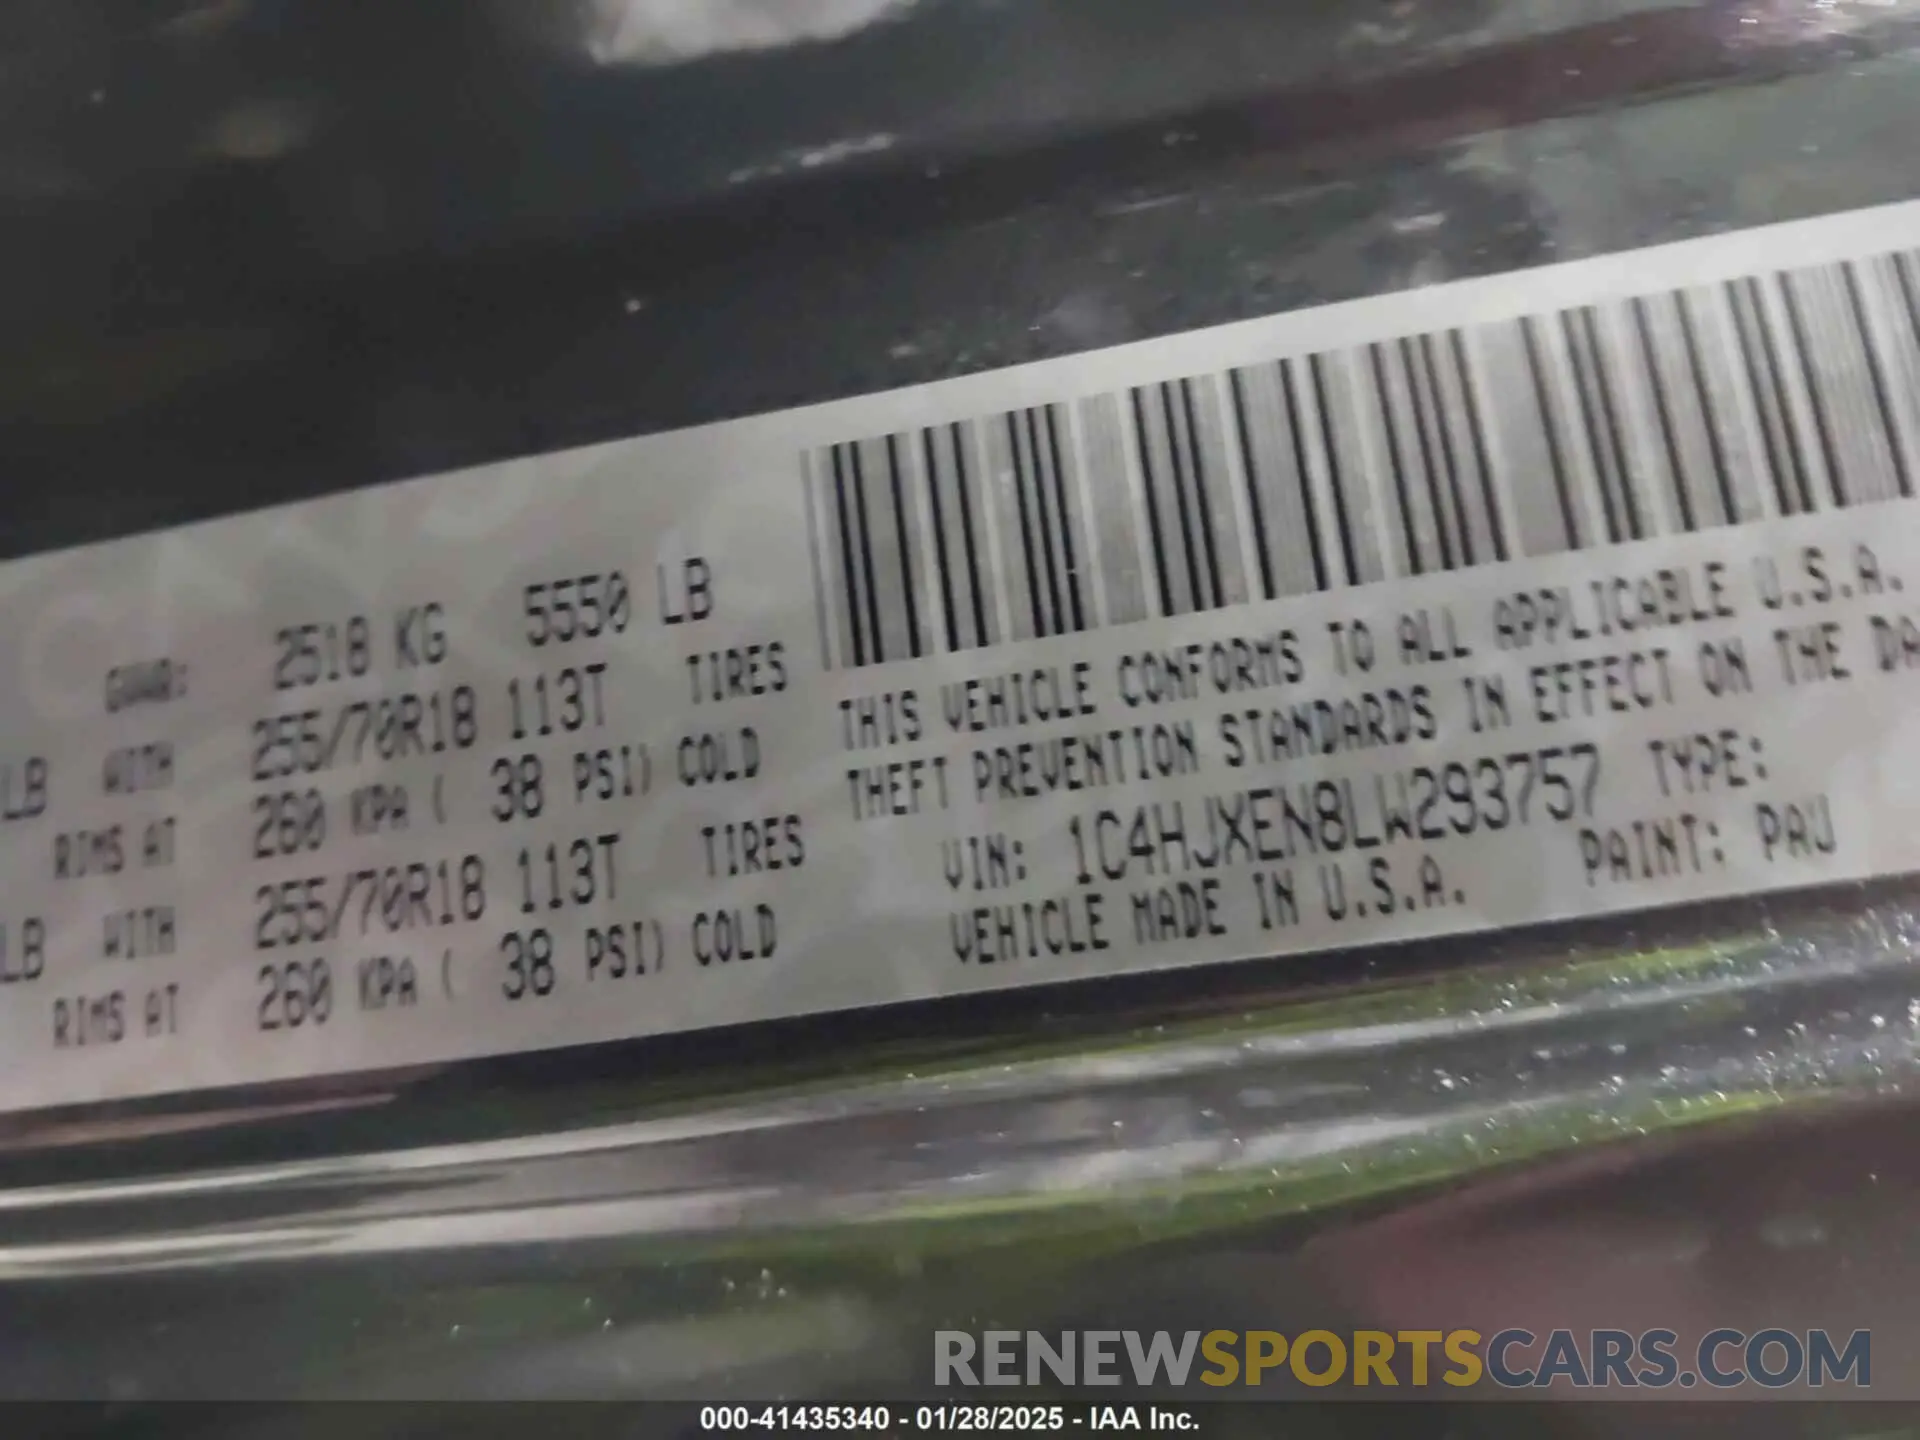 GVWR: 2518 KG 5550 LB
LB WITH 255/70R18 113T TIRES
RIMS AT 260 KPA ( 38 PSI) COLD
LB WITH 255/70R18 113T TIRES
RIMS AT 260 KPA ( 38 PSI) COLD
THIS VEHICLE CONFORMS TO ALL APPLICABLE U.S.A.
THEFT PREVENTION STANDARDS IN EFFECT ON THE DA
VIN: 1C4HJXEN8LW293757 TYPE:
VEHICLE MADE IN U.S.A. PAINT: PAU
RENEWSPORTSCARS.COM
000-41435340 - 01/28/2025 - IAA Inc.